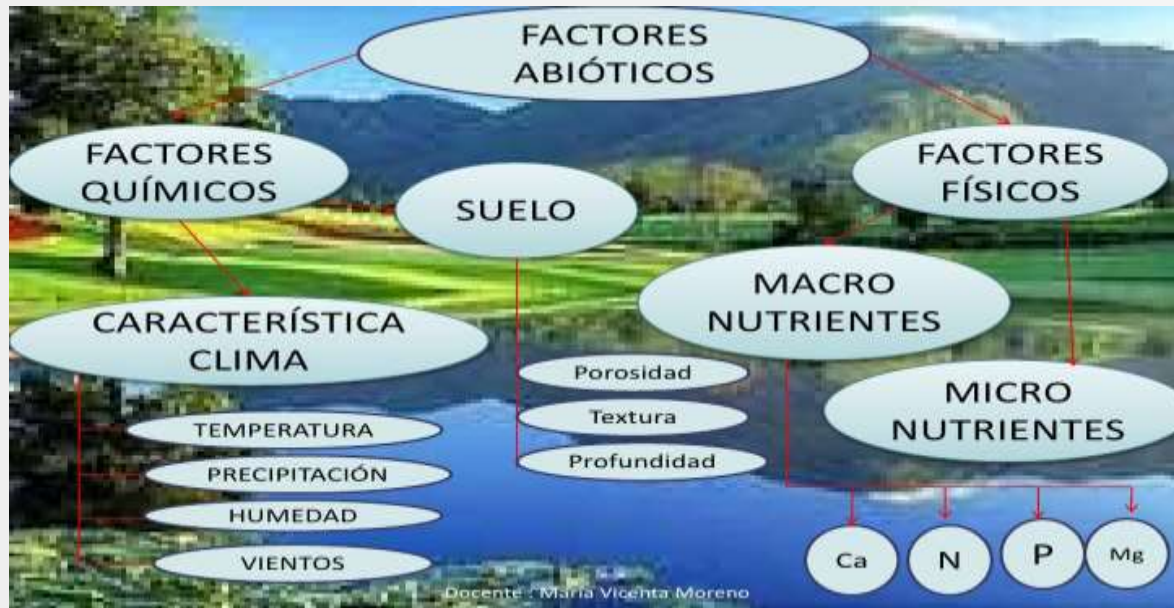 FACTORES
ABIÓTICOS
FACTORES
QUÍMICOS
FACTORES
FÍSICOS
SUELO
MACRO
NUTRIENTES
CARACTERÍSTICA
CLIMA
Porosidad
Textura
Profundidad
MICRO
NUTRIENTES
TEMPERATURA
PRECIPITACIÓN
HUMEDAD
VIENTOS
Ca
N
P
Mg
Docente : María Vicenta Moreno